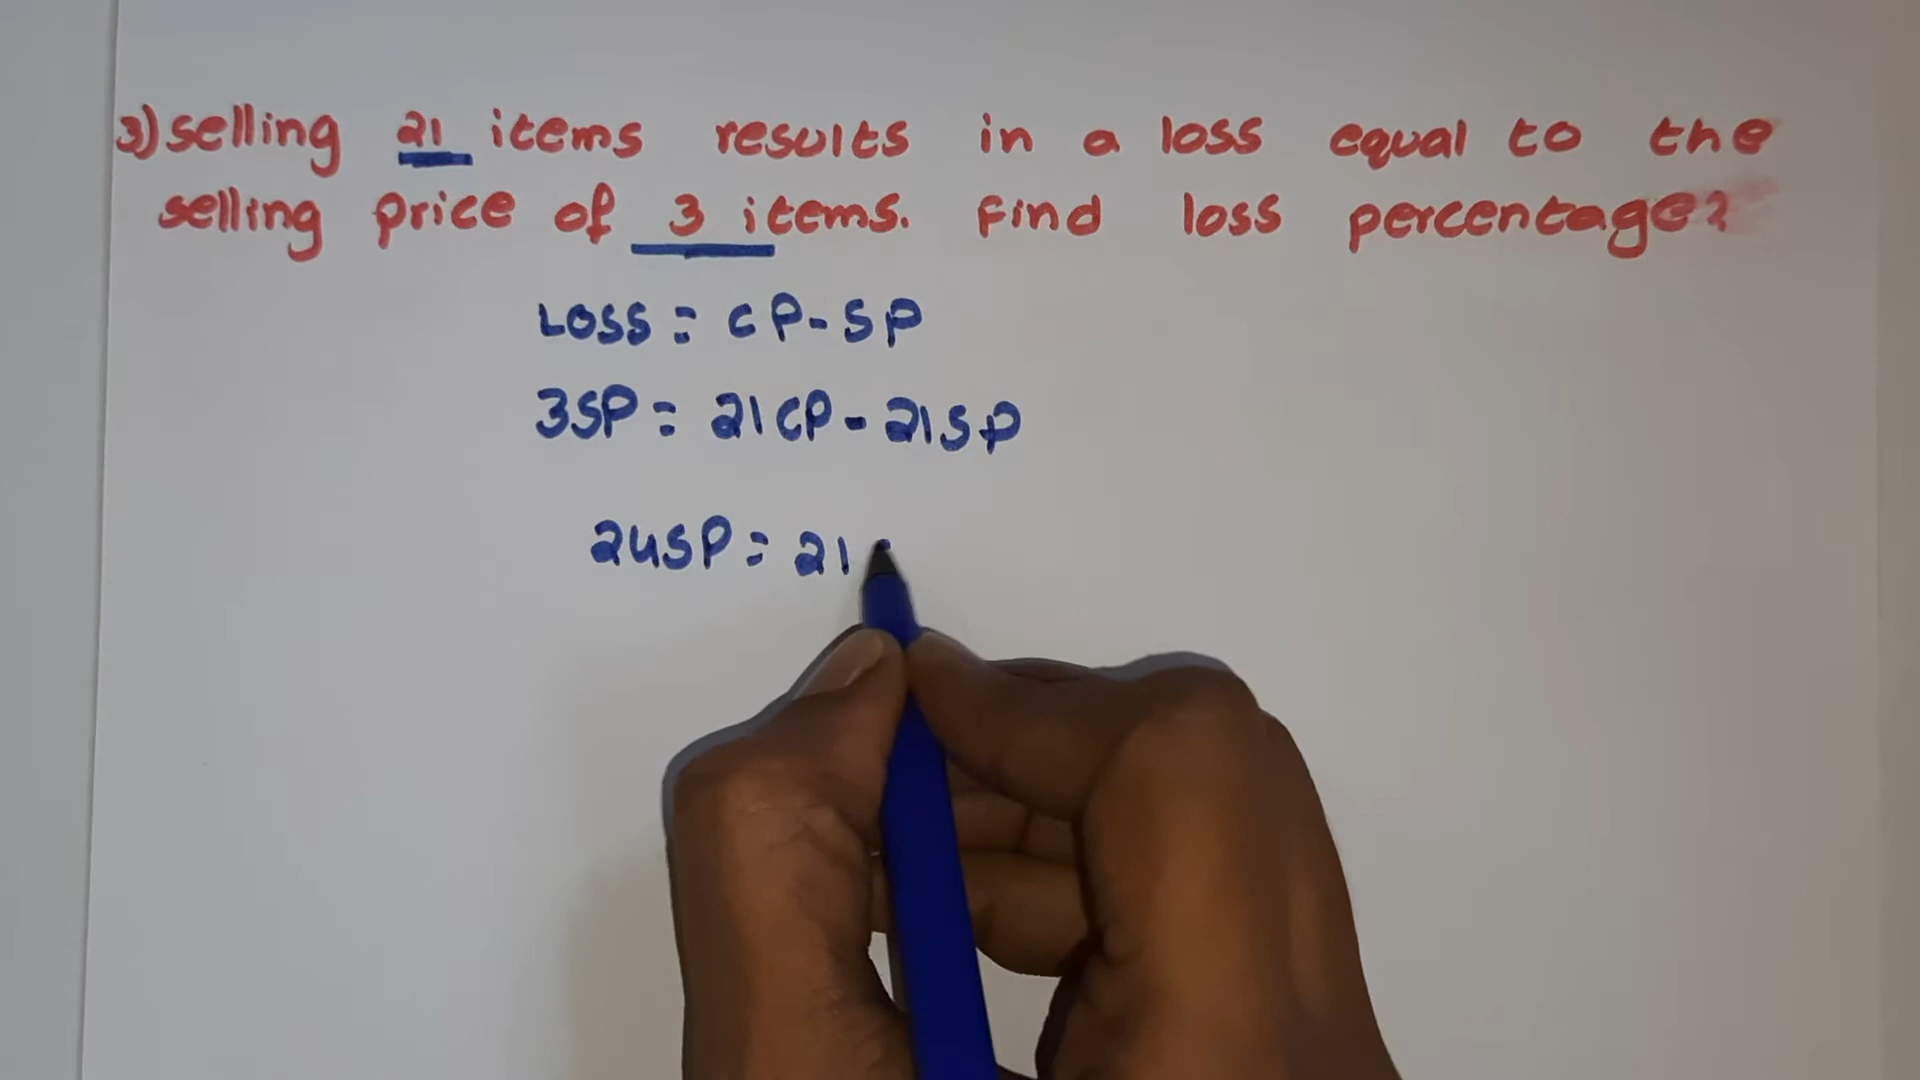 3) selling 21 items results in a loss equal to the
selling price of 3 items. Find loss percentage?
LOSS = CP - SP
3SP = 21CP - 21SP
24SP = 21